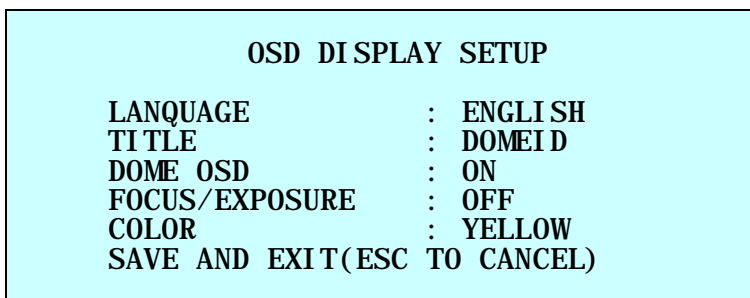 OSD DISPLAY SETUP
LANQUAGE : ENGLISH
TITLE : DOMEID
DOME OSD : ON
FOCUS/EXPOSURE : OFF
COLOR : YELLOW
SAVE AND EXIT(ESC TO CANCEL)